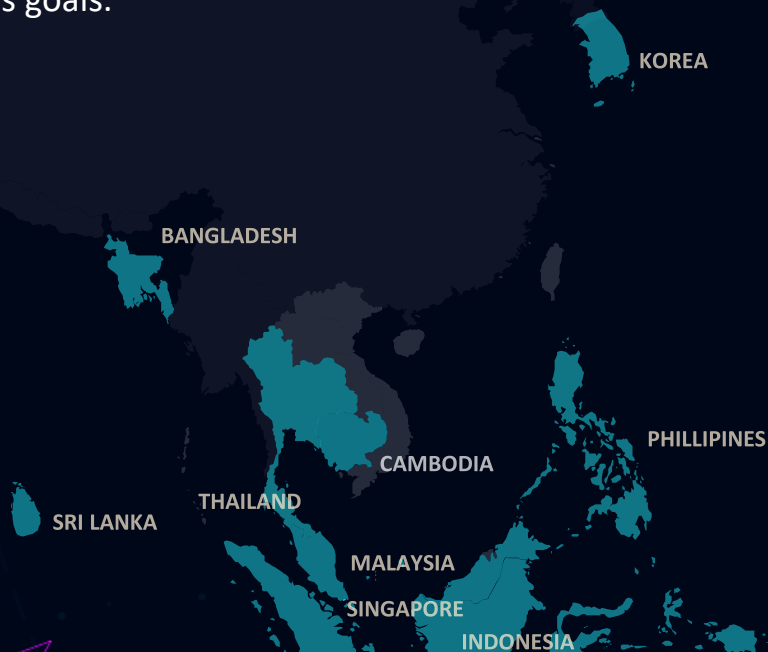 s goals.
KOREA
BANGLADESH
PHILLIPINES
CAMBODIA
THAILAND
SRI LANKA
MALAYSIA
SINGAPORE
INDONESIA